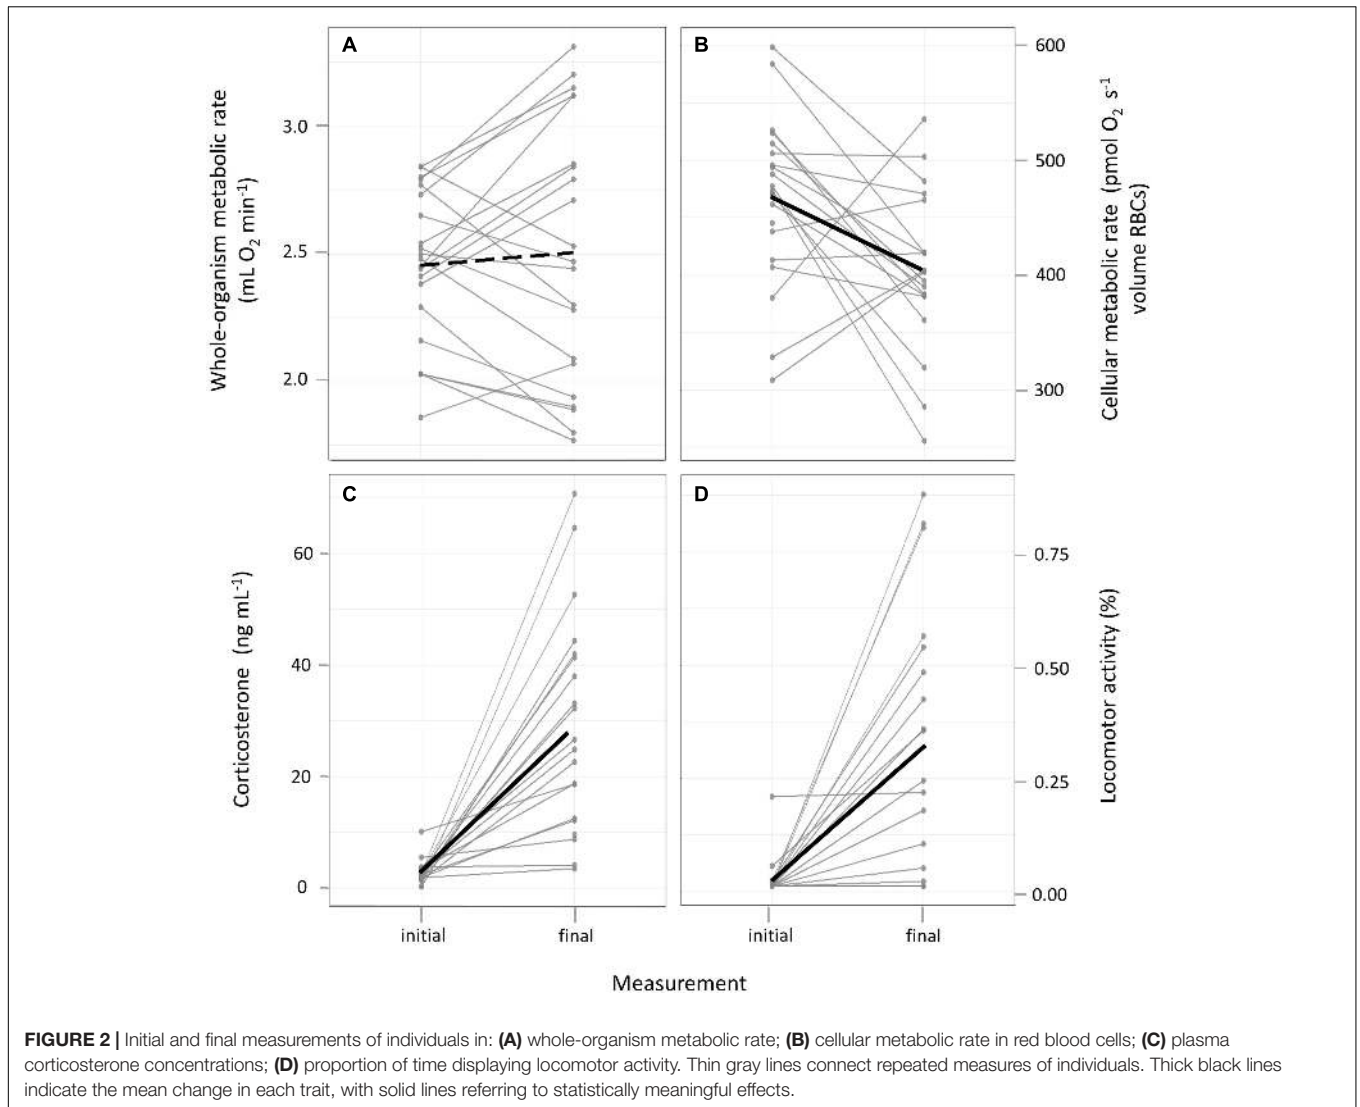 A
B
Whole-organism metabolic rate
(mL O₂ min⁻¹)
3.0
2.5
2.0
600
500
400
300
Cellular metabolic rate (pmol O₂ s⁻¹
volume RBCs)
C
D
Corticosterone (ng mL⁻¹)
60
40
20
0
0.75
0.50
0.25
0.00
Locomotor activity (%)
initial final initial final
Measurement
FIGURE 2 | Initial and final measurements of individuals in: (A) whole-organism metabolic rate; (B) cellular metabolic rate in red blood cells; (C) plasma
corticosterone concentrations; (D) proportion of time displaying locomotor activity. Thin gray lines connect repeated measures of individuals. Thick black lines
indicate the mean change in each trait, with solid lines referring to statistically meaningful effects.